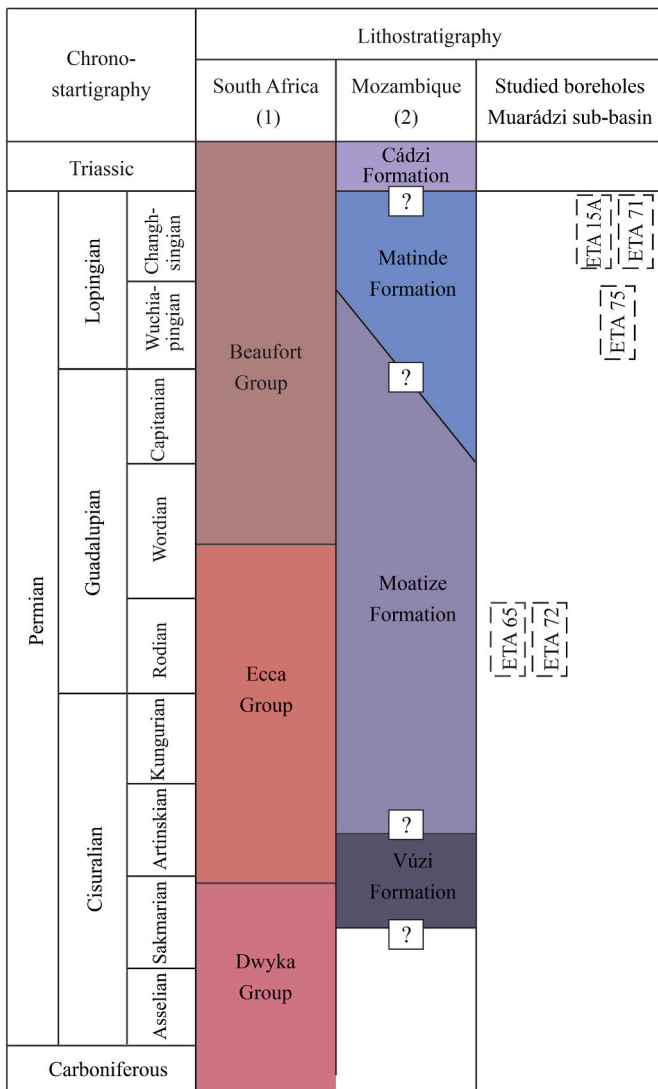 Chrono-
startigraphy
Lithostratigraphy
South Africa
(1)
Mozambique
(2)
Studied boreholes
Muarádzi sub-basin
Triassic
Cádzi
Formation
Permian
Lopingian
Changh-
singian
Wuchia-
pingian
Guadalupian
Capitanian
Wordian
Rodian
Cisuralian
Kungurian
Artinskian
Sakmarian
Asselian
Carboniferous
Beaufort
Group
Ecca
Group
Dwyka
Group
?
Matinde
Formation
?
Moatize
Formation
?
Vúzi
Formation
?
ETA 15A
ETA 71
ETA 75
ETA 65
ETA 72